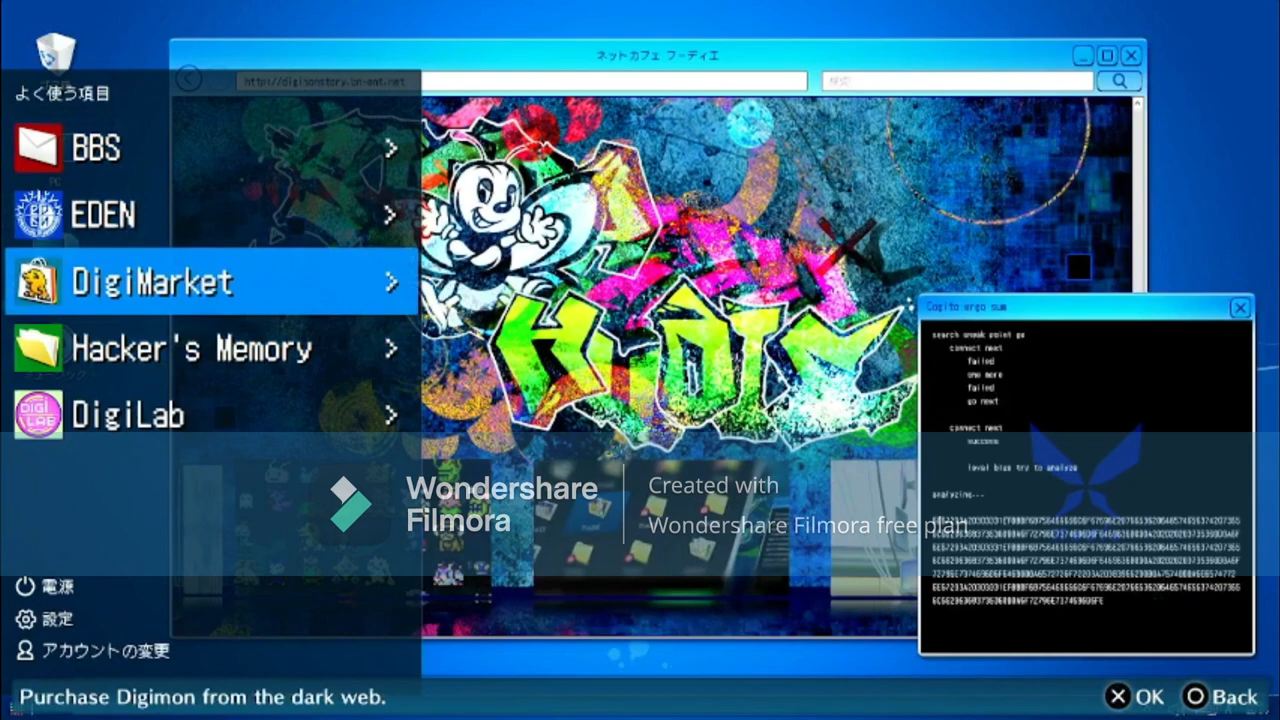 ネットカフェ フーディエ
http://digimonstory.bn-ent.net
検索
よく使う項目
BBS
EDEN
DigiMarket
Hacker's Memory
DigiLab
HUDIE
Cogito ergo sum
search sneak point go
connect next
failed
one more
failed
go next
connect next
success
level bias try to analyze
analyzing---
Wondershare
Filmora
Created with
Wondershare Filmora free plan
電源
設定
アカウントの変更
Purchase Digimon from the dark web.
OK
Back